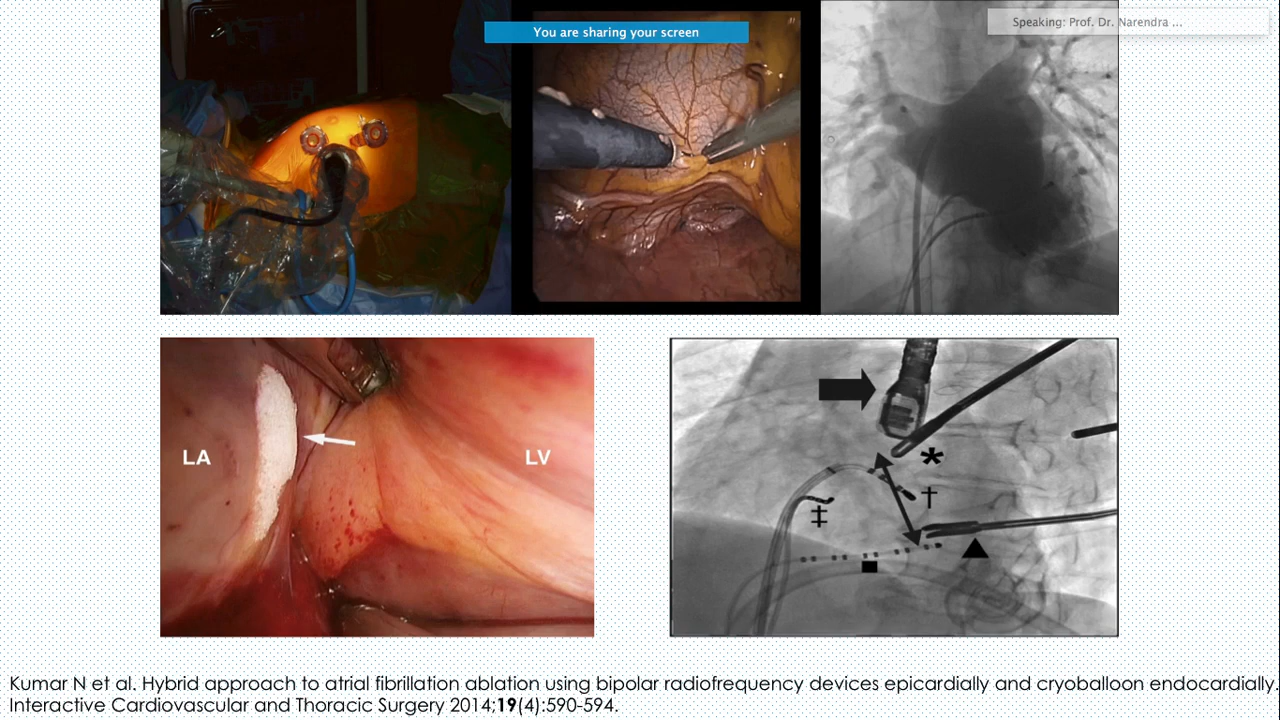 You are sharing your screen
Speaking: Prof. Dr. Narendra ...
LA
LV
*
†
‡
Kumar N et al. Hybrid approach to atrial fibrillation ablation using bipolar radiofrequency devices epicardially and cryoballoon endocardially.
Interactive Cardiovascular and Thoracic Surgery 2014;19(4):590-594.